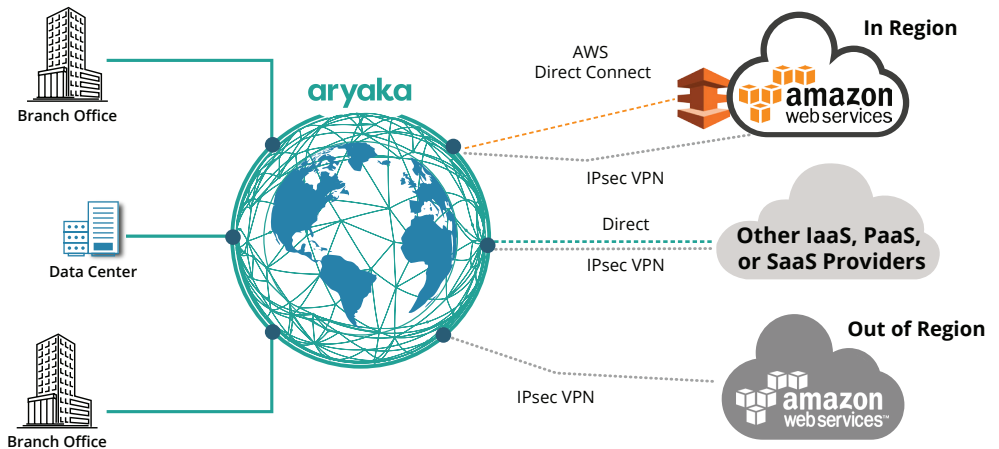 In Region
AWS
Direct Connect
aryaka
amazon
web services
Branch Office
IPsec VPN
Direct
Other IaaS, PaaS,
or SaaS Providers
IPsec VPN
Data Center
Out of Region
IPsec VPN
amazon
web services™
Branch Office